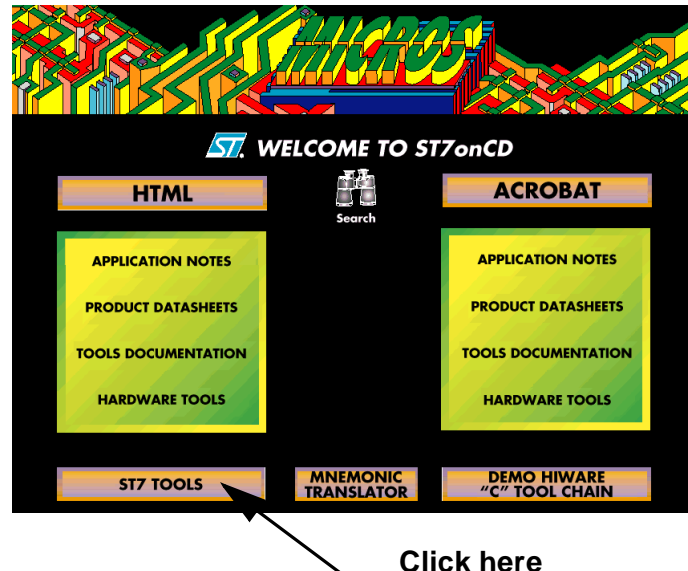 MICROS
ST. WELCOME TO ST7onCD
HTML
Search
ACROBAT
APPLICATION NOTES
PRODUCT DATASHEETS
TOOLS DOCUMENTATION
HARDWARE TOOLS
APPLICATION NOTES
PRODUCT DATASHEETS
TOOLS DOCUMENTATION
HARDWARE TOOLS
ST7 TOOLS
MNEMONIC
TRANSLATOR
DEMO HIWARE
"C" TOOL CHAIN
Click here